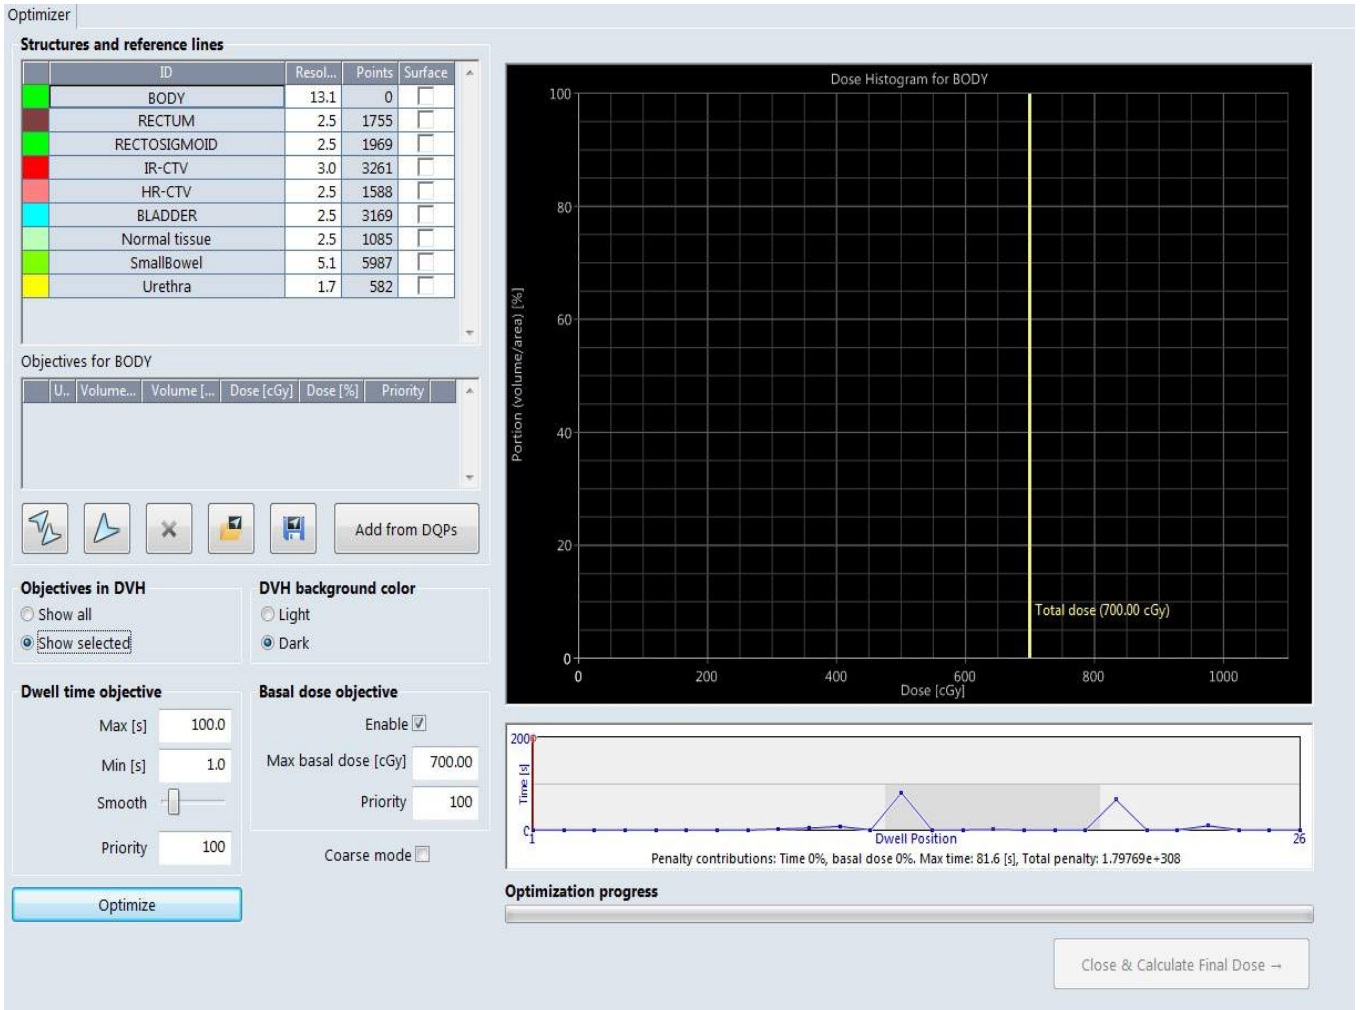 Optimizer
Structures and reference lines
ID Resol... Points Surface
BODY 13.1 0
RECTUM 2.5 1755
RECTOSIGMOID 2.5 1969
IR-CTV 3.0 3261
HR-CTV 2.5 1588
BLADDER 2.5 3169
Normal tissue 2.5 1085
SmallBowel 5.1 5987
Urethra 1.7 582
Objectives for BODY
U.. Volume... Volume [... Dose [cGy] Dose [%] Priority
Add from DQPs
Objectives in DVH
Show all
Show selected
DVH background color
Light
Dark
Dwell time objective
Max [s] 100.0
Min [s] 1.0
Smooth
Priority 100
Basal dose objective
Enable
Max basal dose [cGy] 700.00
Priority 100
Coarse mode
Optimize
Dose Histogram for BODY
Portion (volume/area) [%]
100
80
60
40
20
0
Total dose (700.00 cGy)
0 200 400 600 800 1000
Dose [cGy]
Time [s]
1 26
Dwell Position
Penalty contributions: Time 0%, basal dose 0%. Max time: 81.6 [s], Total penalty: 1.79769e+308
Optimization progress
Close & Calculate Final Dose →